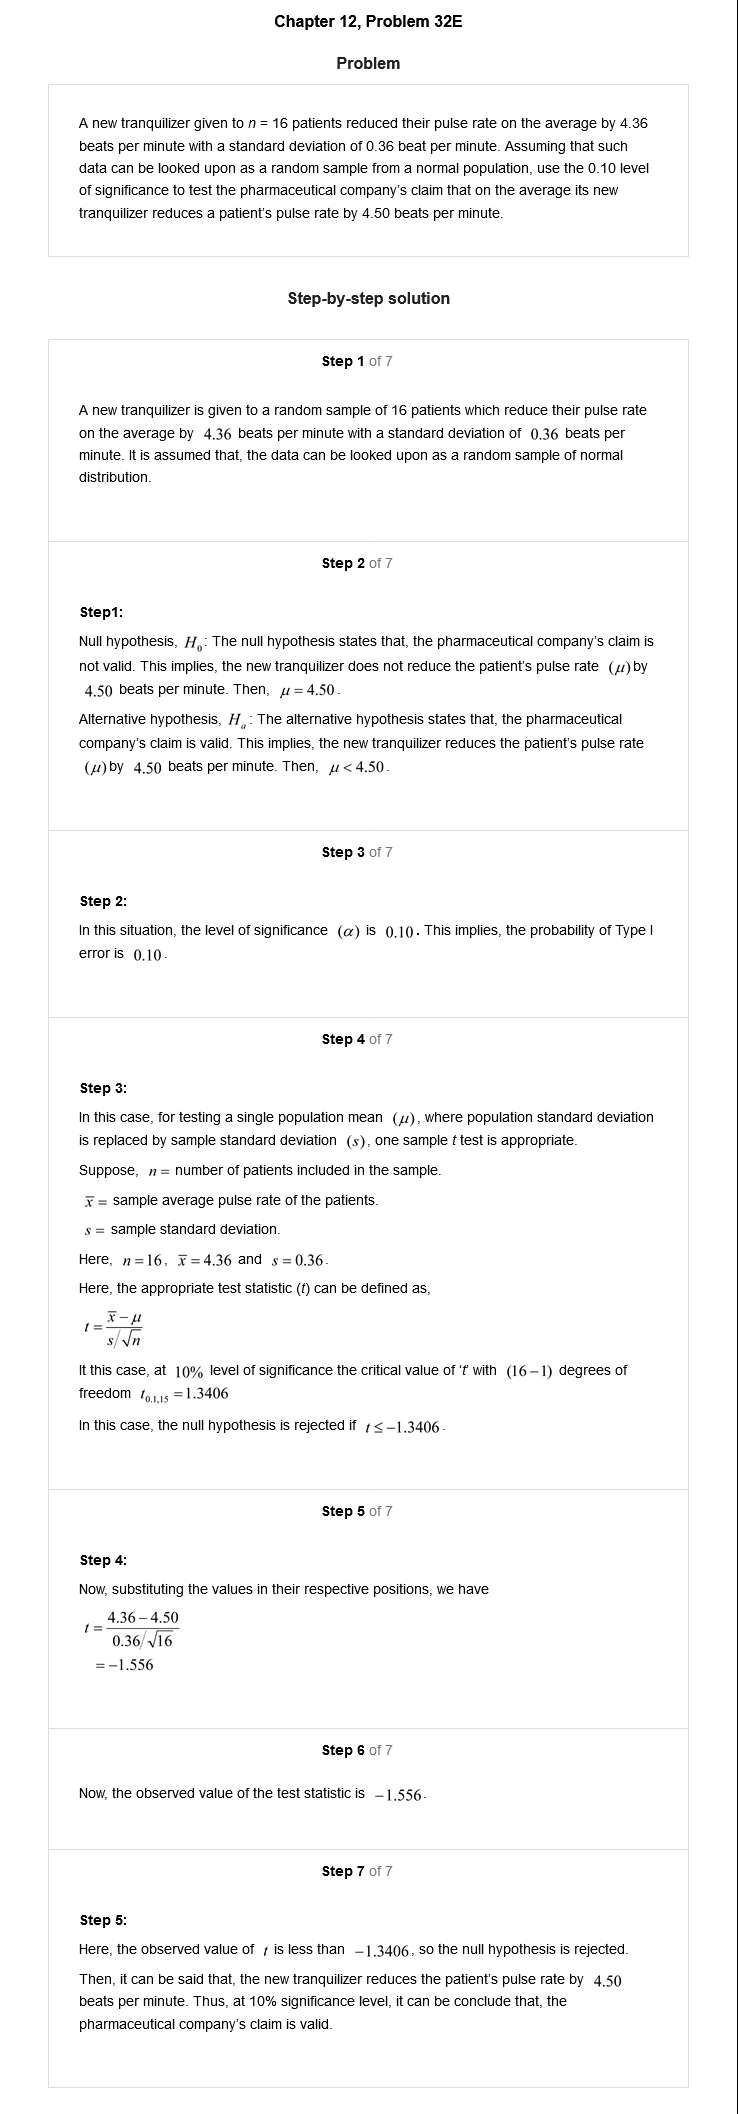 Chapter 12, Problem 32E
Problem
A new tranquilizer given to n = 16 patients reduced their pulse rate on the average by 4.36
beats per minute with a standard deviation of 0.36 beat per minute. Assuming that such
data can be looked upon as a random sample from a normal population, use the 0.10 level
of significance to test the pharmaceutical company's claim that on the average its new
tranquilizer reduces a patient's pulse rate by 4.50 beats per minute.
Step-by-step solution
Step 1 of 7
A new tranquilizer is given to a random sample of 16 patients which reduce their pulse rate
on the average by 4.36 beats per minute with a standard deviation of 0.36 beats per
minute. It is assumed that, the data can be looked upon as a random sample of normal
distribution.
Step 2 of 7
Step1:
Null hypothesis, H₀: The null hypothesis states that, the pharmaceutical company's claim is
not valid. This implies, the new tranquilizer does not reduce the patient's pulse rate (μ) by
4.50 beats per minute. Then, μ = 4.50.
Alternative hypothesis, Hₐ: The alternative hypothesis states that, the pharmaceutical
company's claim is valid. This implies, the new tranquilizer reduces the patient's pulse rate
(μ) by 4.50 beats per minute. Then, μ < 4.50.
Step 3 of 7
Step 2:
In this situation, the level of significance (α) is 0.10. This implies, the probability of Type I
error is 0.10.
Step 4 of 7
Step 3:
In this case, for testing a single population mean (μ), where population standard deviation
is replaced by sample standard deviation (s), one sample t test is appropriate.
Suppose, n = number of patients included in the sample.
x̄ = sample average pulse rate of the patients.
s = sample standard deviation.
Here, n = 16, x̄ = 4.36 and s = 0.36.
Here, the appropriate test statistic (t) can be defined as,
t = (x̄ − μ) / (s/√n)
It this case, at 10% level of significance the critical value of 't' with (16 − 1) degrees of
freedom t₀.₁,₁₅ = 1.3406
In this case, the null hypothesis is rejected if t ≤ −1.3406.
Step 5 of 7
Step 4:
Now, substituting the values in their respective positions, we have
t = (4.36 − 4.50) / (0.36/√16)
= −1.556
Step 6 of 7
Now, the observed value of the test statistic is −1.556.
Step 7 of 7
Step 5:
Here, the observed value of t is less than −1.3406, so the null hypothesis is rejected.
Then, it can be said that, the new tranquilizer reduces the patient's pulse rate by 4.50
beats per minute. Thus, at 10% significance level, it can be conclude that, the
pharmaceutical company's claim is valid.